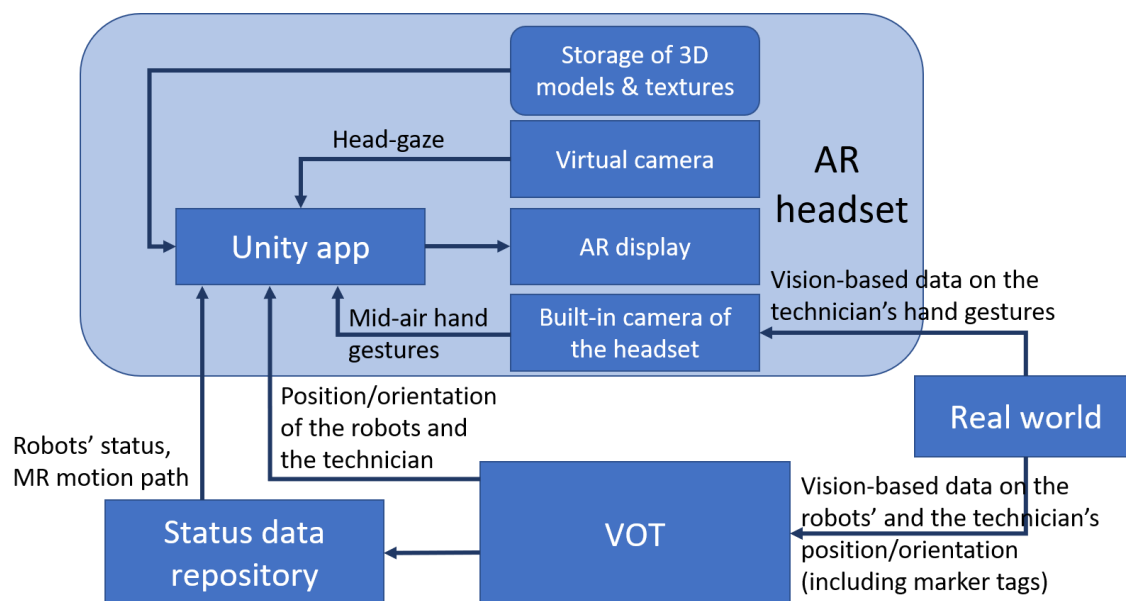 Storage of 3D
models & textures
Head-gaze
Virtual camera
AR
headset
Unity app
AR display
Vision-based data on the
technician’s hand gestures
Mid-air hand
gestures
Built-in camera of
the headset
Position/orientation
of the robots and
the technician
Real world
Robots’ status,
MR motion path
Vision-based data on the
robots’ and the technician’s
position/orientation
(including marker tags)
Status data
repository
VOT